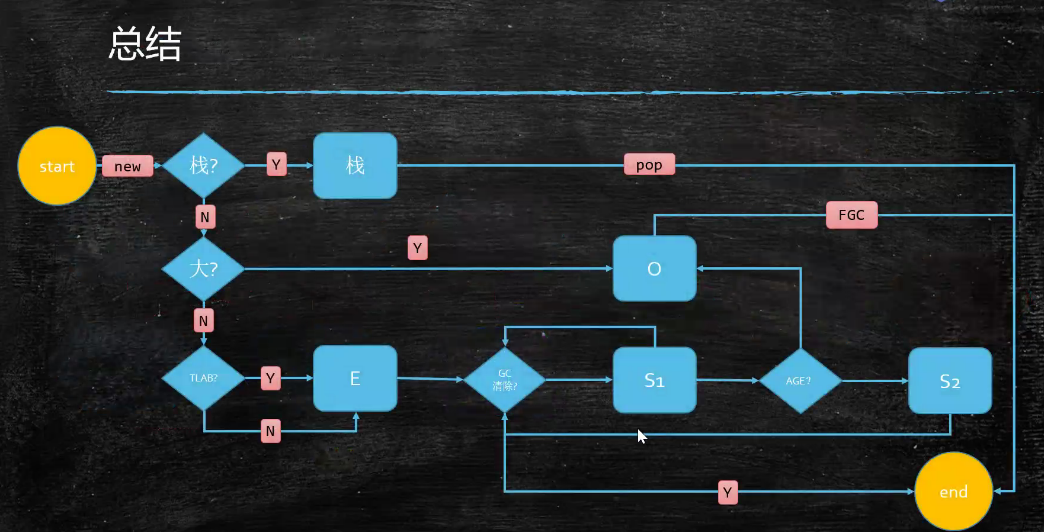 总结
start
new
栈?
Y
栈
pop
N
FGC
大?
Y
O
N
TLAB?
Y
E
GC
清除?
S1
AGE?
S2
N
Y
end